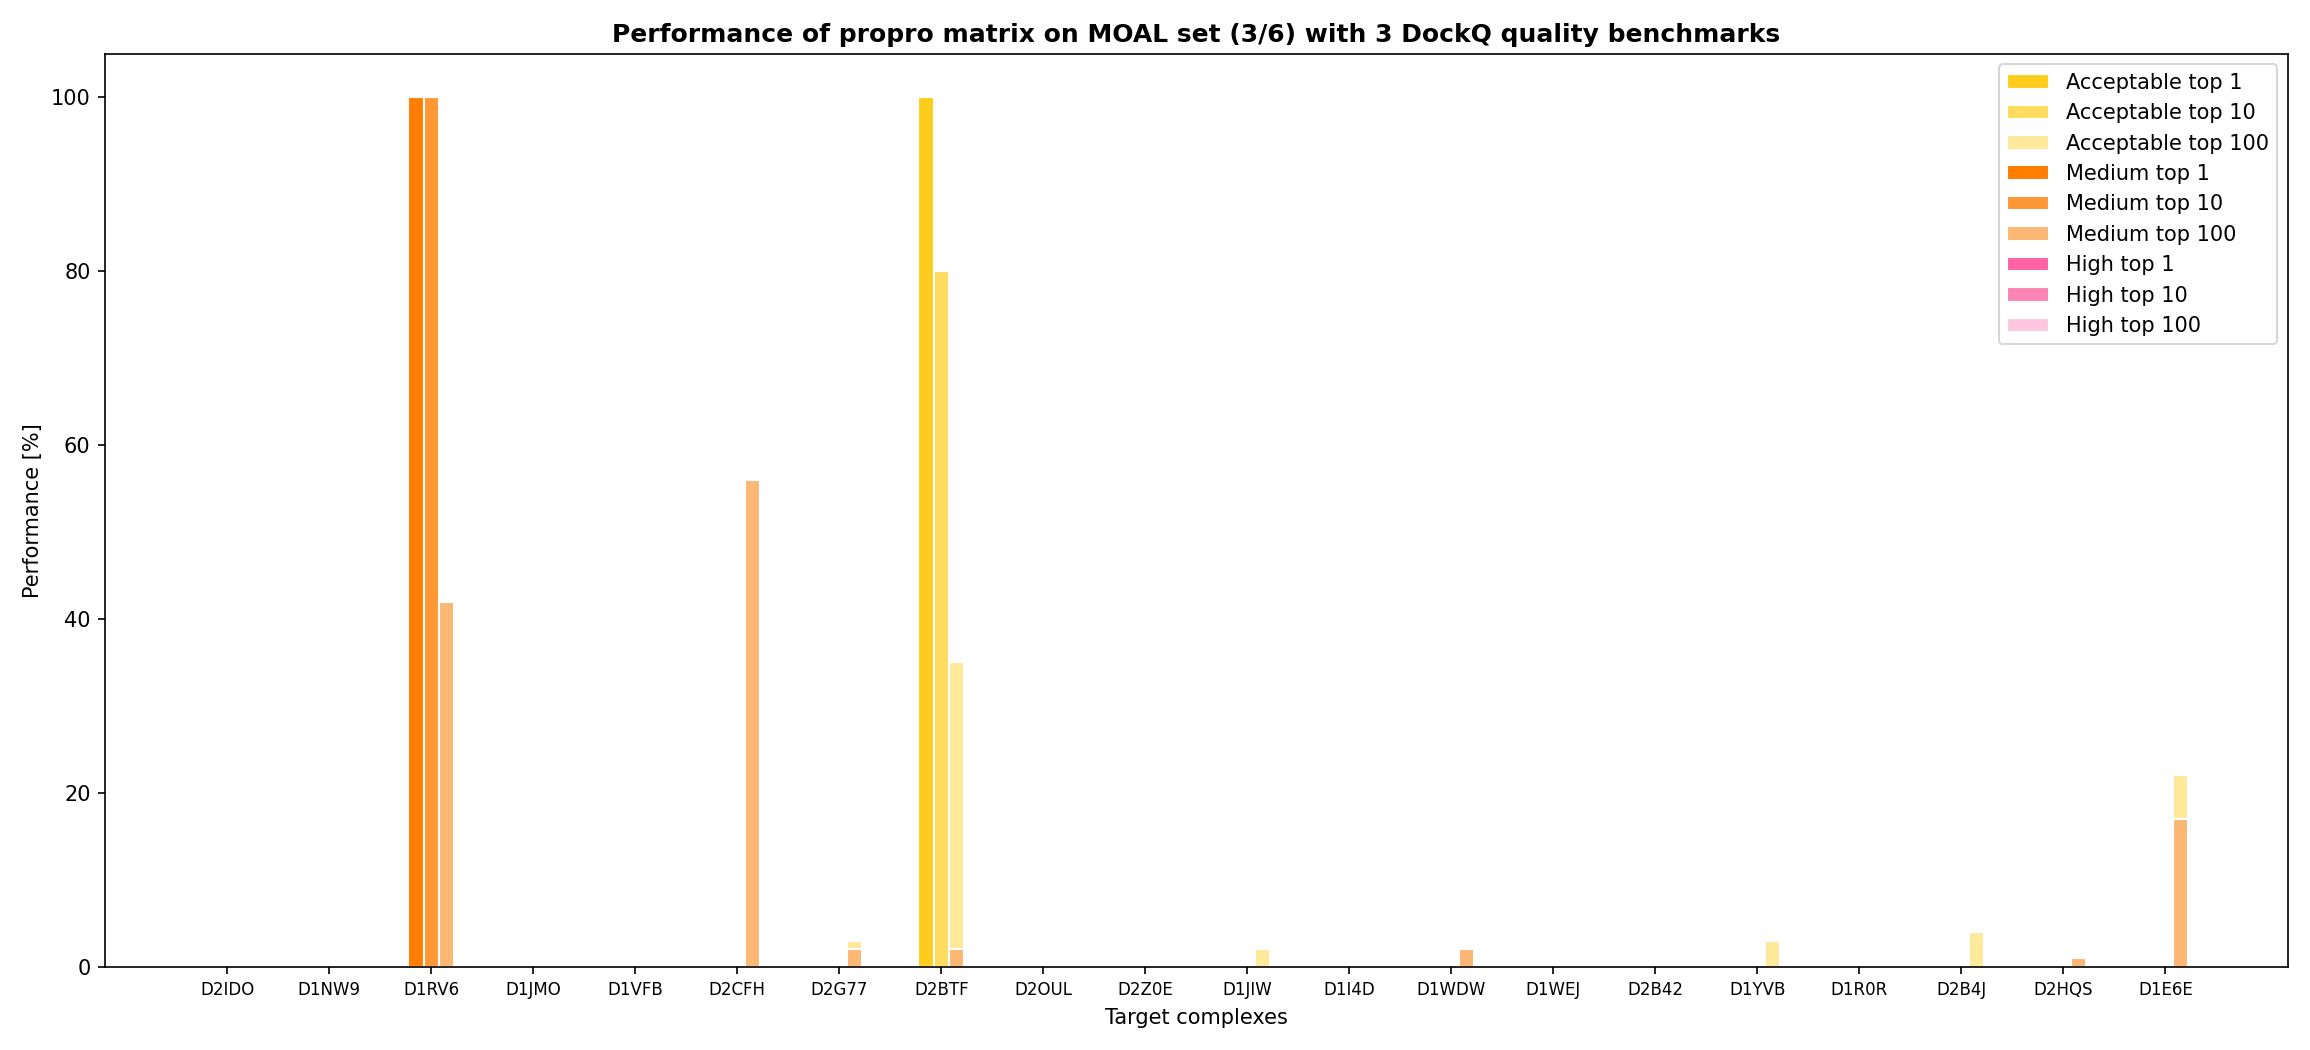 Performance of propro matrix on MOAL set (3/6) with 3 DockQ quality benchmarks
Acceptable top 1
Acceptable top 10
Acceptable top 100
Medium top 1
Medium top 10
Medium top 100
High top 1
High top 10
High top 100
Performance [%]
100
80
60
40
20
0
D2IDO D1NW9 D1RV6 D1JMO D1VFB D2CFH D2G77 D2BTF D2OUL D2Z0E D1JIW D1I4D D1WDW D1WEJ D2B42 D1YVB D1R0R D2B4J D2HQS D1E6E
Target complexes